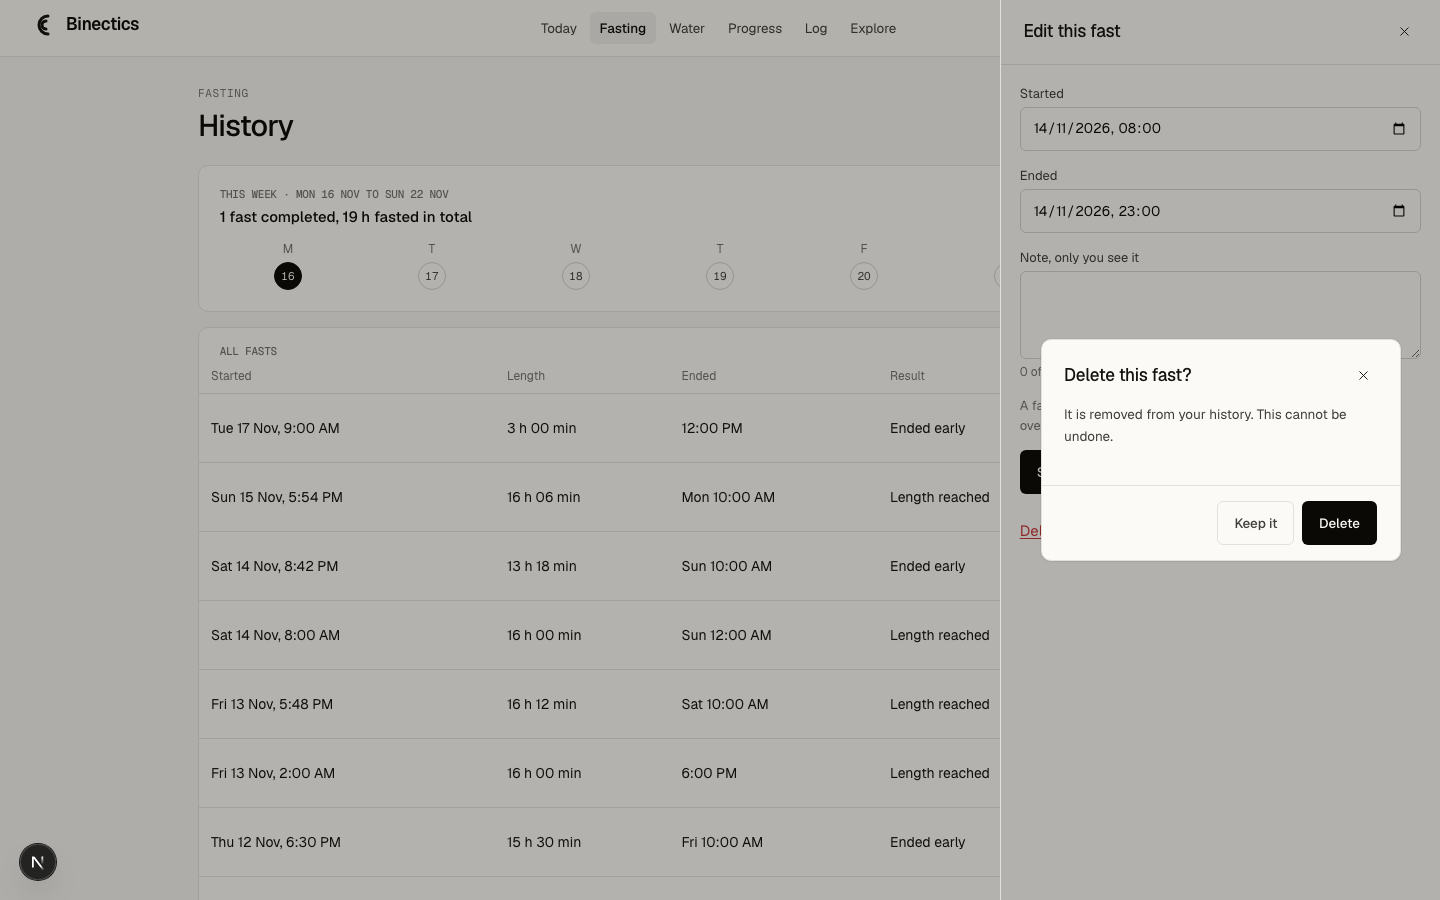 Binectics
Today Fasting Water Progress Log Explore
FASTING
History
THIS WEEK · MON 16 NOV TO SUN 22 NOV
1 fast completed, 19 h fasted in total
M T W T F
16 17 18 19 20
ALL FASTS
Started Length Ended Result
Tue 17 Nov, 9:00 AM 3 h 00 min 12:00 PM Ended early
Sun 15 Nov, 5:54 PM 16 h 06 min Mon 10:00 AM Length reached
Sat 14 Nov, 8:42 PM 13 h 18 min Sun 10:00 AM Ended early
Sat 14 Nov, 8:00 AM 16 h 00 min Sun 12:00 AM Length reached
Fri 13 Nov, 5:48 PM 16 h 12 min Sat 10:00 AM Length reached
Fri 13 Nov, 2:00 AM 16 h 00 min 6:00 PM Length reached
Thu 12 Nov, 6:30 PM 15 h 30 min Fri 10:00 AM Ended early
N
Edit this fast
Started
14/11/2026, 08:00
Ended
14/11/2026, 23:00
Note, only you see it
0
A
Delete this fast?
It is removed from your history. This cannot be
undone.
Keep it Delete